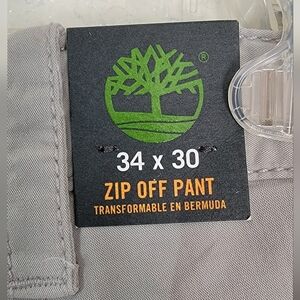 ®
34 x 30
ZIP OFF PANT
TRANSFORMABLE EN BERMUDA